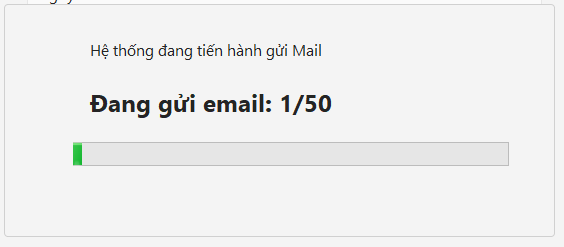 Hệ thống đang tiến hành gửi Mail
Đang gửi email: 1/50